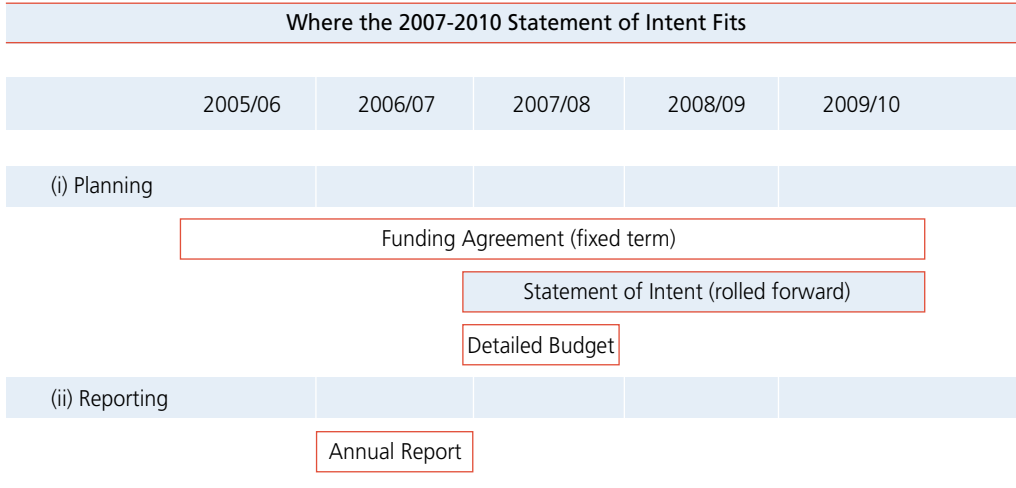 Where the 2007-2010 Statement of Intent Fits
2005/06 2006/07 2007/08 2008/09 2009/10
(i) Planning
Funding Agreement (fixed term)
Statement of Intent (rolled forward)
Detailed Budget
(ii) Reporting
Annual Report